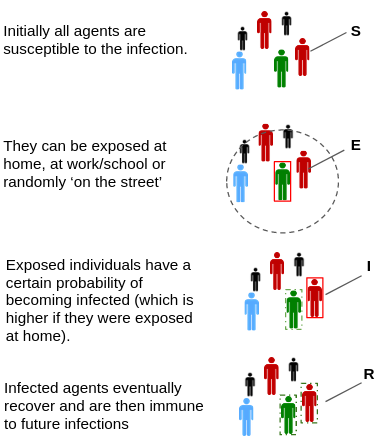 Initially all agents are
susceptible to the infection.
S
They can be exposed at
home, at work/school or
randomly ‘on the street’
E
Exposed individuals have a
certain probability of
becoming infected (which is
higher if they were exposed
at home).
I
Infected agents eventually
recover and are then immune
to future infections
R